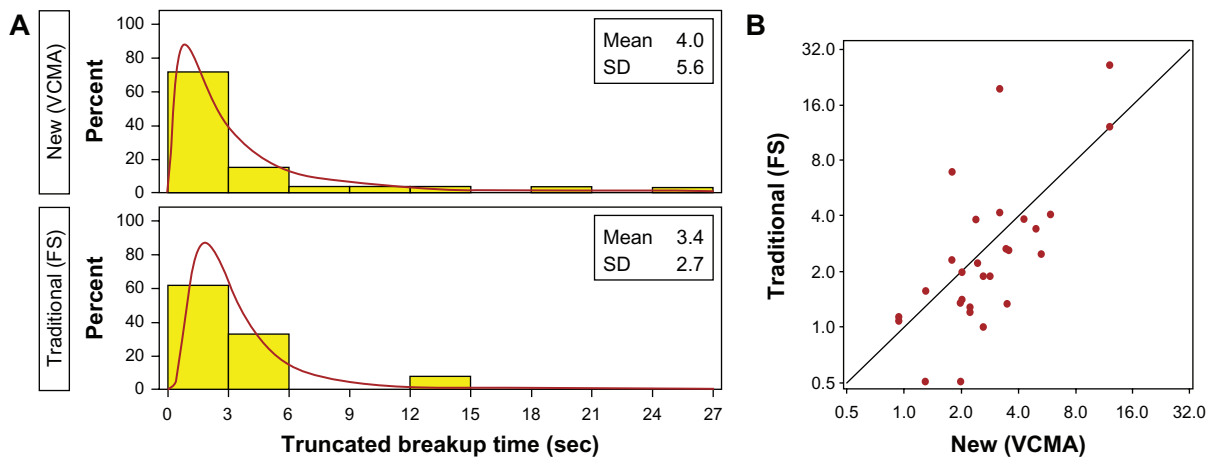 A
New (VCMA)
Percent
100
80
60
40
20
0
Mean 4.0
SD 5.6
Traditional (FS)
Percent
100
80
60
40
20
0
Mean 3.4
SD 2.7
0 3 6 9 12 15 18 21 24 27
Truncated breakup time (sec)
B
Traditional (FS)
32.0
16.0
8.0
4.0
2.0
1.0
0.5
0.5 1.0 2.0 4.0 8.0 16.0 32.0
New (VCMA)